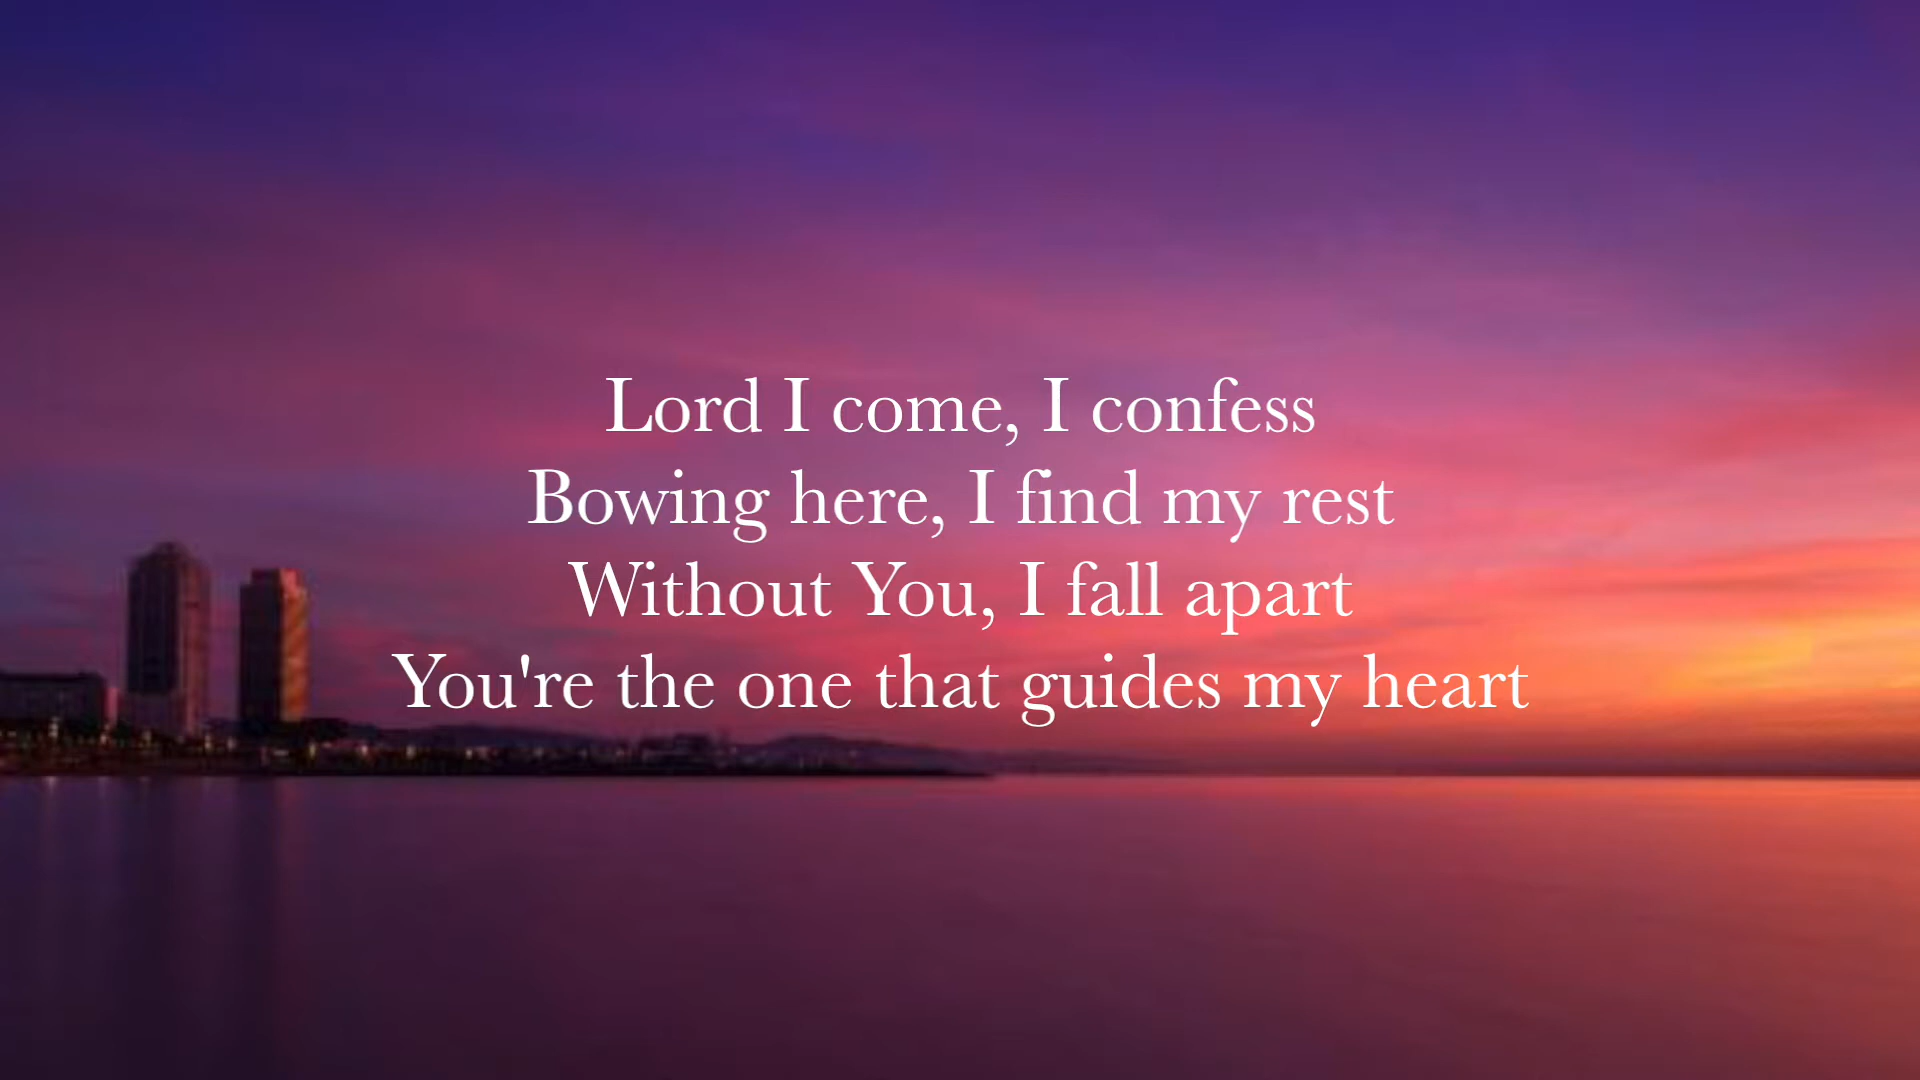 Lord I come, I confess
Bowing here, I find my rest
Without You, I fall apart
You're the one that guides my heart